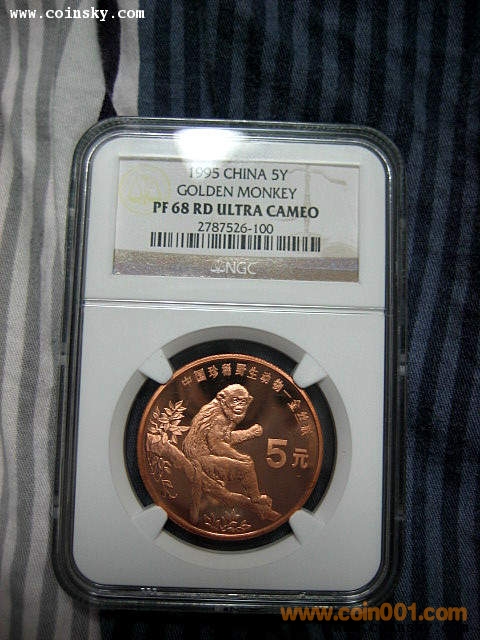 www.coinsky.com
1995 CHINA 5Y
GOLDEN MONKEY
PF 68 RD ULTRA CAMEO
2787526-100
NGC
中国珍稀野生动物—金丝猴
5元
www.coin001.com